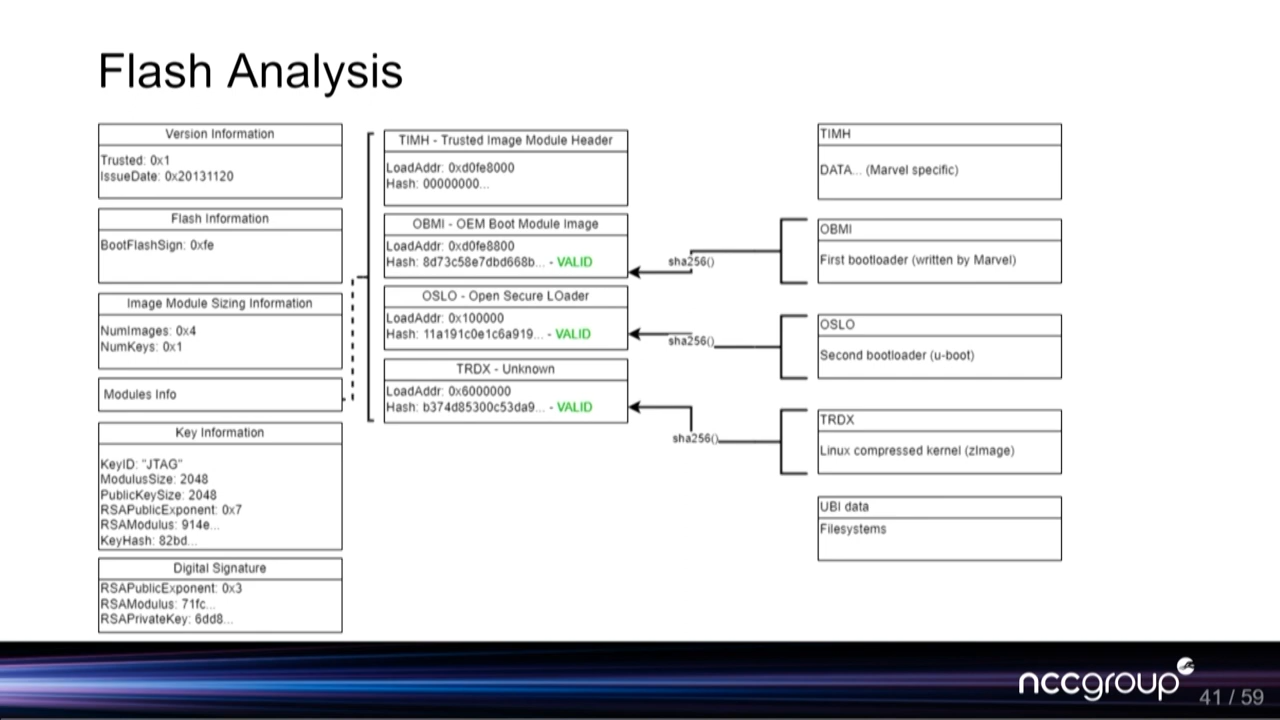 Flash Analysis
Version Information
Trusted: 0x1
IssueDate: 0x20131120
Flash Information
BootFlashSign: 0xfe
Image Module Sizing Information
NumImages: 0x4
NumKeys: 0x1
Modules Info
Key Information
KeyID: "JTAG"
ModulusSize: 2048
PublicKeySize: 2048
RSAPublicExponent: 0x7
RSAModulus: 914e...
KeyHash: 82bd...
Digital Signature
RSAPublicExponent: 0x3
RSAModulus: 71fc...
RSAPrivateKey: 6dd8...
TIMH - Trusted Image Module Header
LoadAddr: 0xd0fe8000
Hash: 00000000...
OBMI - OEM Boot Module Image
LoadAddr: 0xd0fe8800
Hash: 8d73c58e7dbd668b... - VALID
OSLO - Open Secure LOader
LoadAddr: 0x100000
Hash: 11a191c0e1c6a919... - VALID
TRDX - Unknown
LoadAddr: 0x6000000
Hash: b374d85300c53da9... - VALID
sha256()
sha256()
sha256()
TIMH
DATA... (Marvel specific)
OBMI
First bootloader (written by Marvel)
OSLO
Second bootloader (u-boot)
TRDX
Linux compressed kernel (zImage)
UBI data
Filesystems
nccgroup
41 / 59